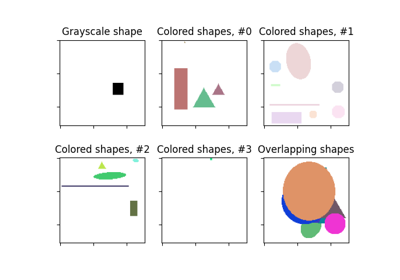 Grayscale shape
Colored shapes, #0
Colored shapes, #1
Colored shapes, #2
Colored shapes, #3
Overlapping shapes